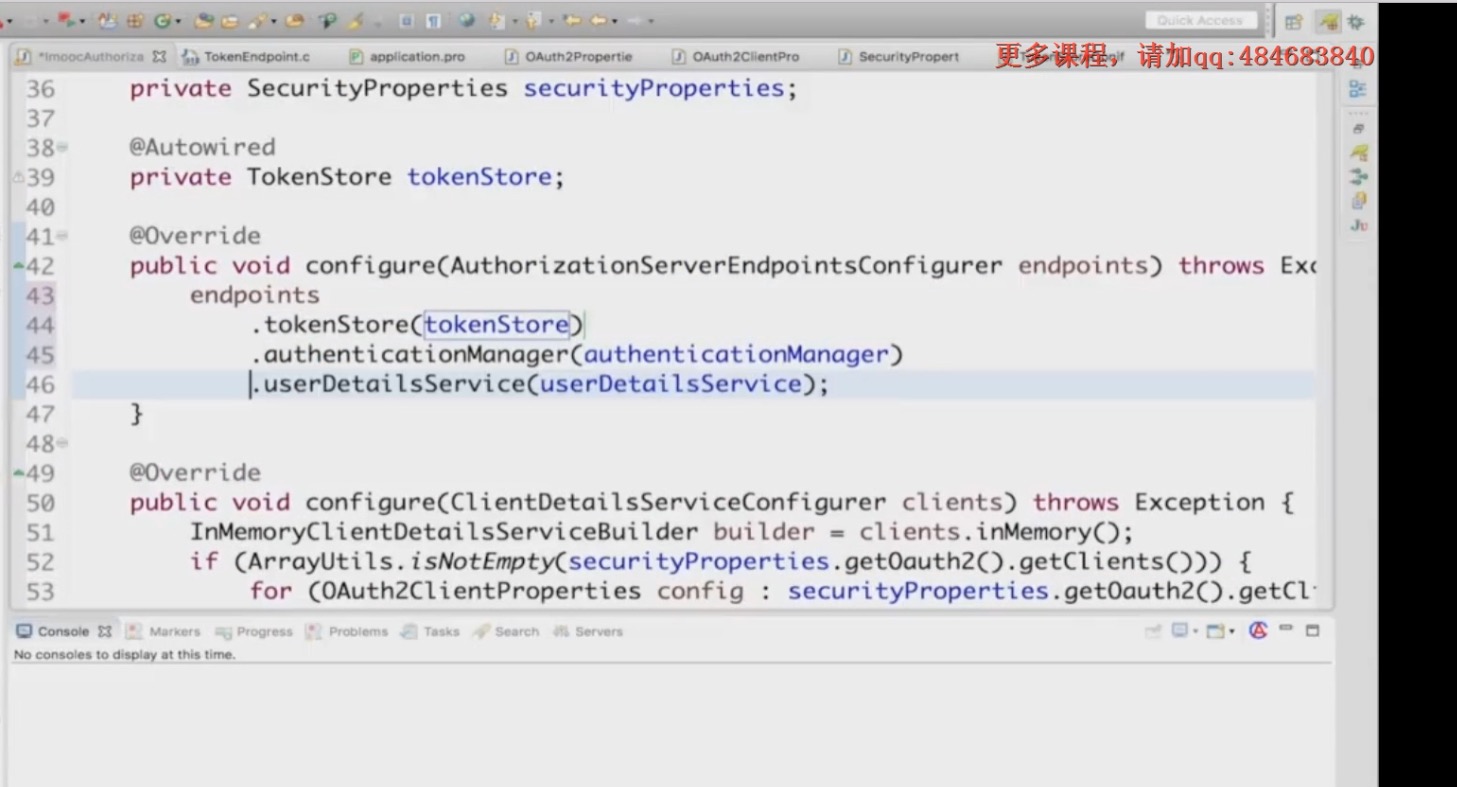 Quick Access
*ImoocAuthoriza TokenEndpoint.c application.pro OAuth2Propertie OAuth2ClientPro SecurityPropert
更多课程，请加qq:484683840
36 private SecurityProperties securityProperties;
37
38 @Autowired
39 private TokenStore tokenStore;
40
41 @Override
42 public void configure(AuthorizationServerEndpointsConfigurer endpoints) throws Exc
43 endpoints
44 .tokenStore(tokenStore)
45 .authenticationManager(authenticationManager)
46 .userDetailsService(userDetailsService);
47 }
48
49 @Override
50 public void configure(ClientDetailsServiceConfigurer clients) throws Exception {
51 InMemoryClientDetailsServiceBuilder builder = clients.inMemory();
52 if (ArrayUtils.isNotEmpty(securityProperties.getOauth2().getClients())) {
53 for (OAuth2ClientProperties config : securityProperties.getOauth2().getCl
Console Markers Progress Problems Tasks Search Servers
No consoles to display at this time.